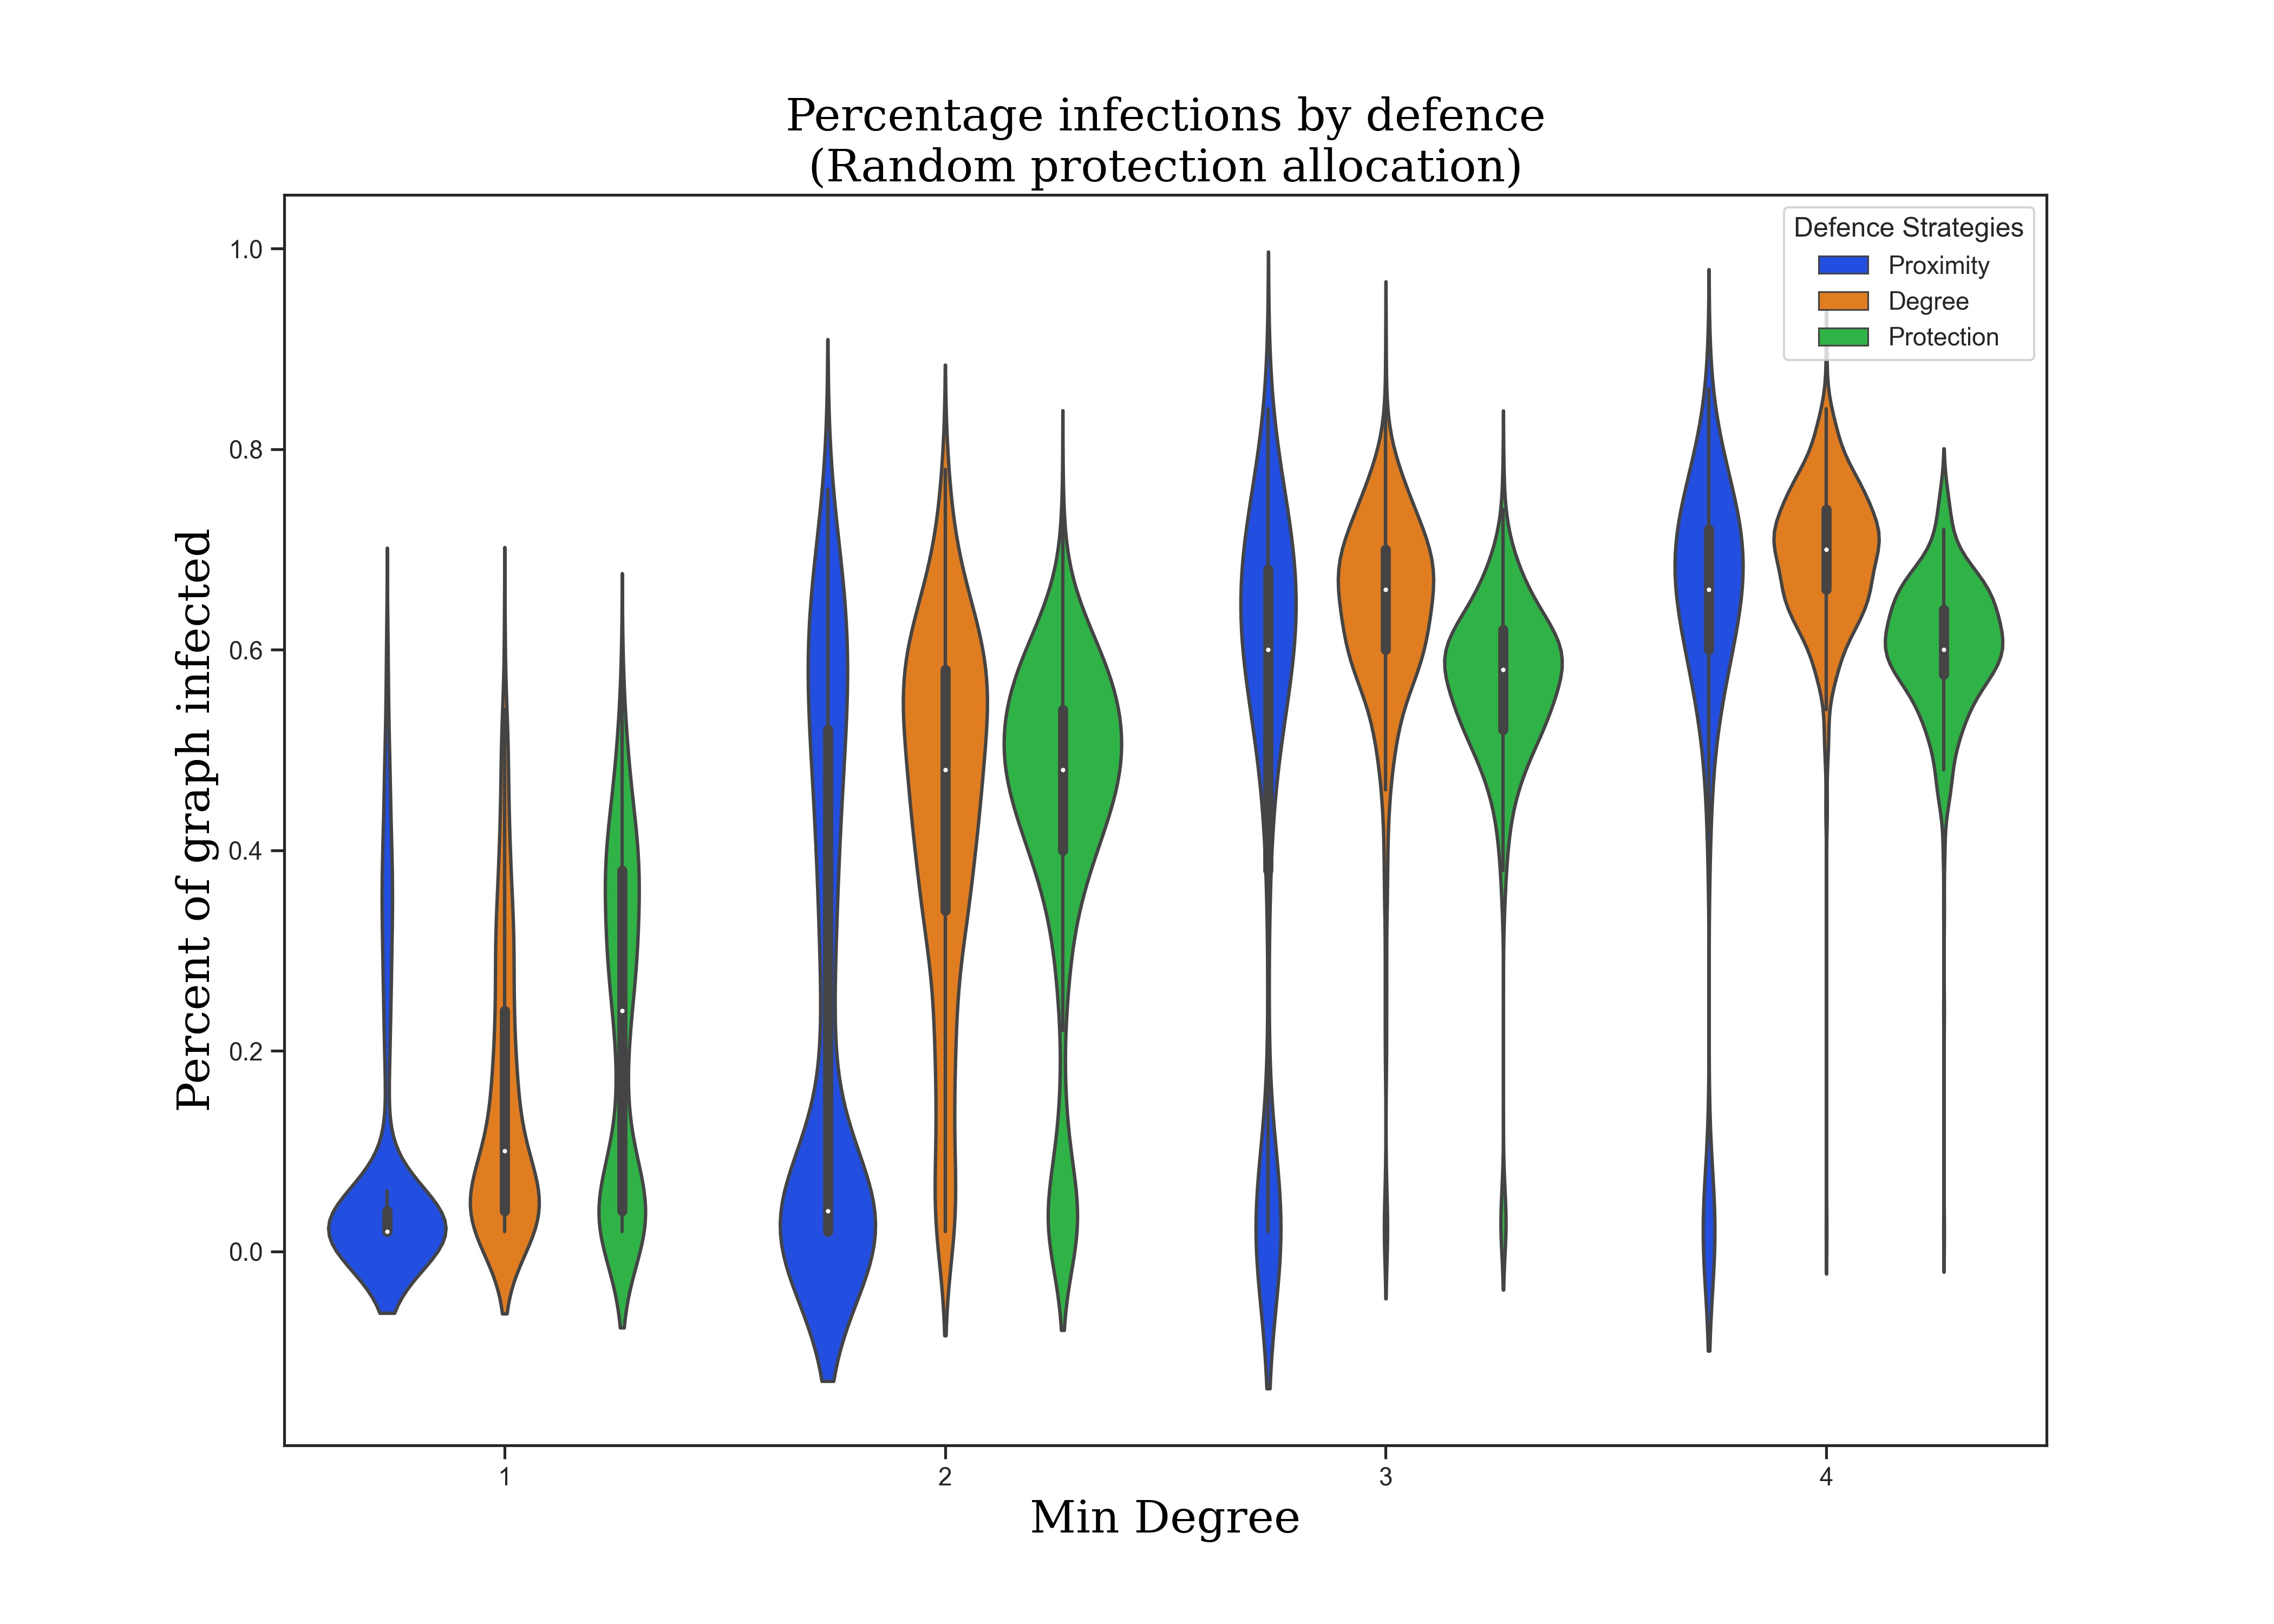 Percentage infections by defence
(Random protection allocation)
Defence Strategies
Proximity
Degree
Protection
Percent of graph infected
1.0
0.8
0.6
0.4
0.2
0.0
1
2
3
4
Min Degree